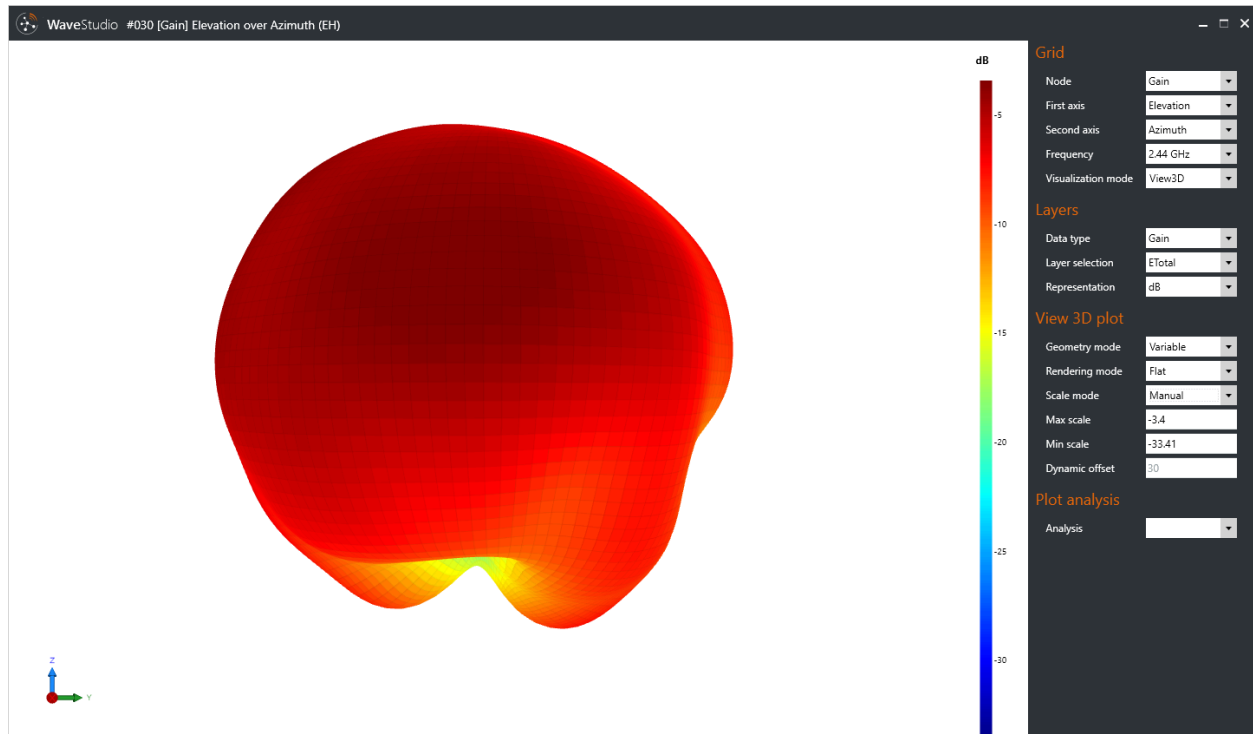 WaveStudio #030 [Gain] Elevation over Azimuth (EH)
dB
-5
-10
-15
-20
-25
-30
Z
Y
Grid
Node Gain
First axis Elevation
Second axis Azimuth
Frequency 2.44 GHz
Visualization mode View3D
Layers
Data type Gain
Layer selection ETotal
Representation dB
View 3D plot
Geometry mode Variable
Rendering mode Flat
Scale mode Manual
Max scale -3.4
Min scale -33.41
Dynamic offset 30
Plot analysis
Analysis